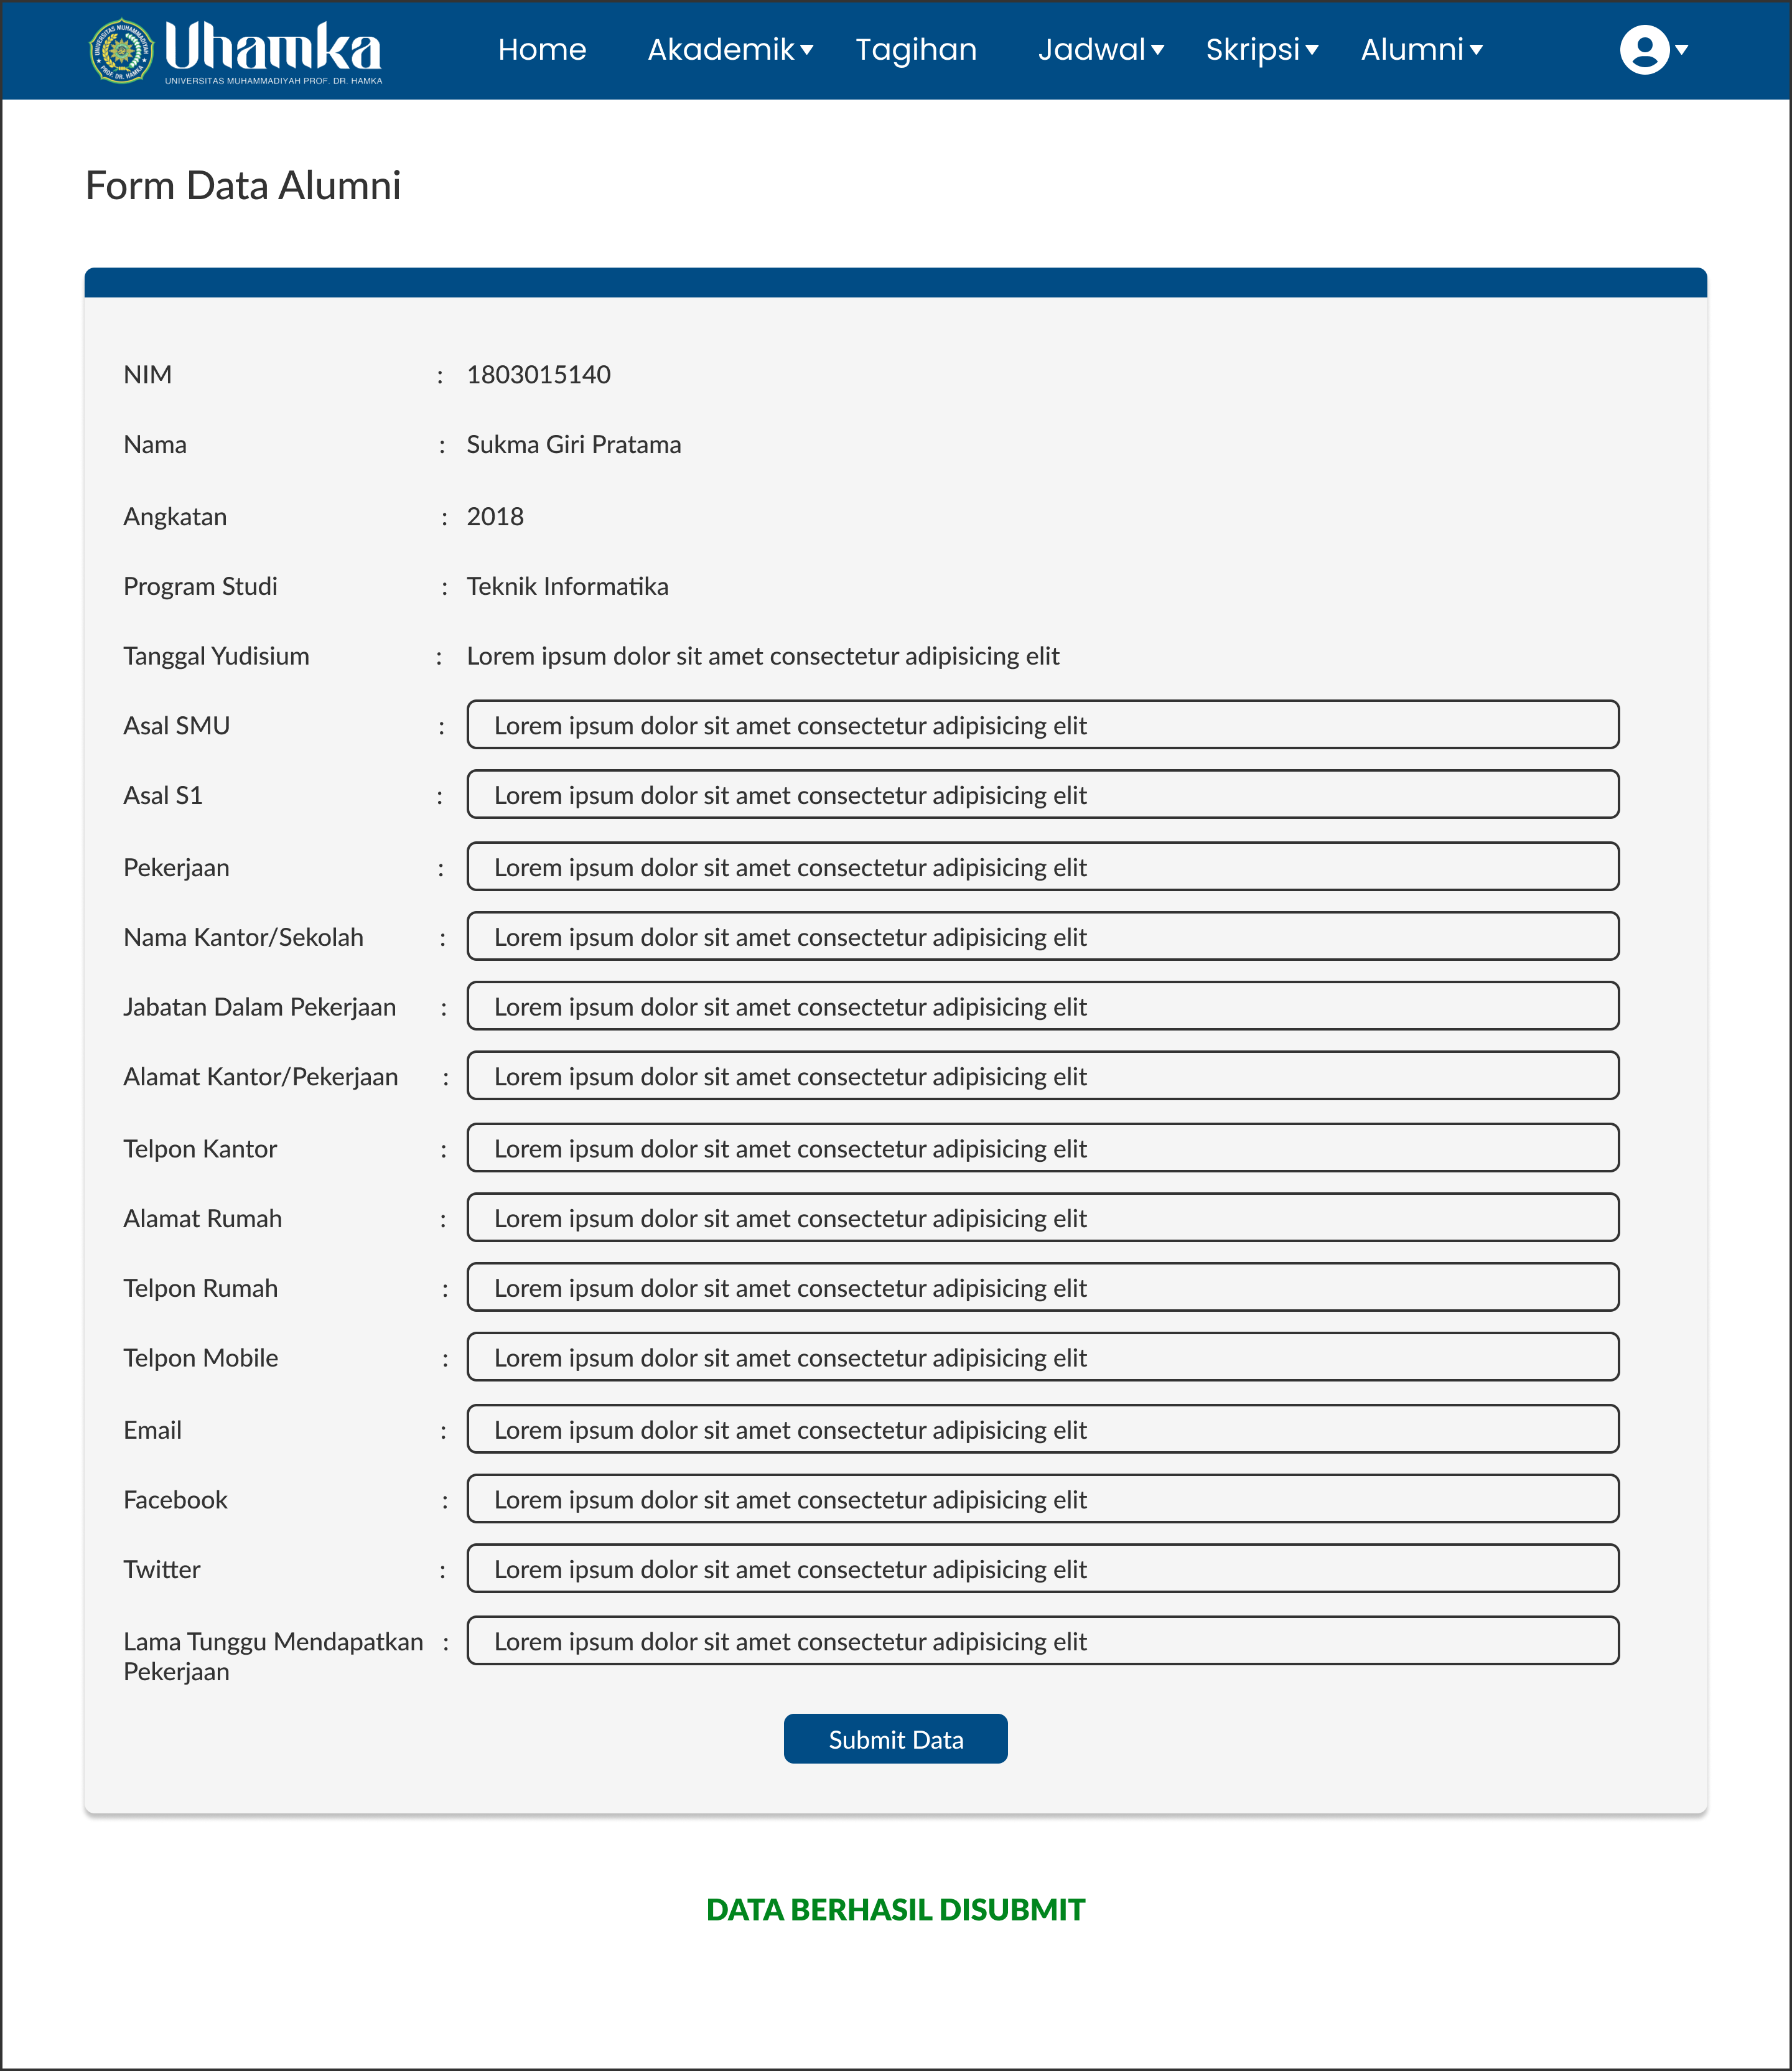 Uhamka
UNIVERSITAS MUHAMMADIYAH PROF. DR. HAMKA
Home Akademik Tagihan Jadwal Skripsi Alumni
Form Data Alumni
NIM : 1803015140
Nama : Sukma Giri Pratama
Angkatan : 2018
Program Studi : Teknik Informatika
Tanggal Yudisium : Lorem ipsum dolor sit amet consectetur adipisicing elit
Asal SMU : Lorem ipsum dolor sit amet consectetur adipisicing elit
Asal S1 : Lorem ipsum dolor sit amet consectetur adipisicing elit
Pekerjaan : Lorem ipsum dolor sit amet consectetur adipisicing elit
Nama Kantor/Sekolah : Lorem ipsum dolor sit amet consectetur adipisicing elit
Jabatan Dalam Pekerjaan : Lorem ipsum dolor sit amet consectetur adipisicing elit
Alamat Kantor/Pekerjaan : Lorem ipsum dolor sit amet consectetur adipisicing elit
Telpon Kantor : Lorem ipsum dolor sit amet consectetur adipisicing elit
Alamat Rumah : Lorem ipsum dolor sit amet consectetur adipisicing elit
Telpon Rumah : Lorem ipsum dolor sit amet consectetur adipisicing elit
Telpon Mobile : Lorem ipsum dolor sit amet consectetur adipisicing elit
Email : Lorem ipsum dolor sit amet consectetur adipisicing elit
Facebook : Lorem ipsum dolor sit amet consectetur adipisicing elit
Twitter : Lorem ipsum dolor sit amet consectetur adipisicing elit
Lama Tunggu Mendapatkan : Lorem ipsum dolor sit amet consectetur adipisicing elit
Pekerjaan
Submit Data
DATA BERHASIL DISUBMIT